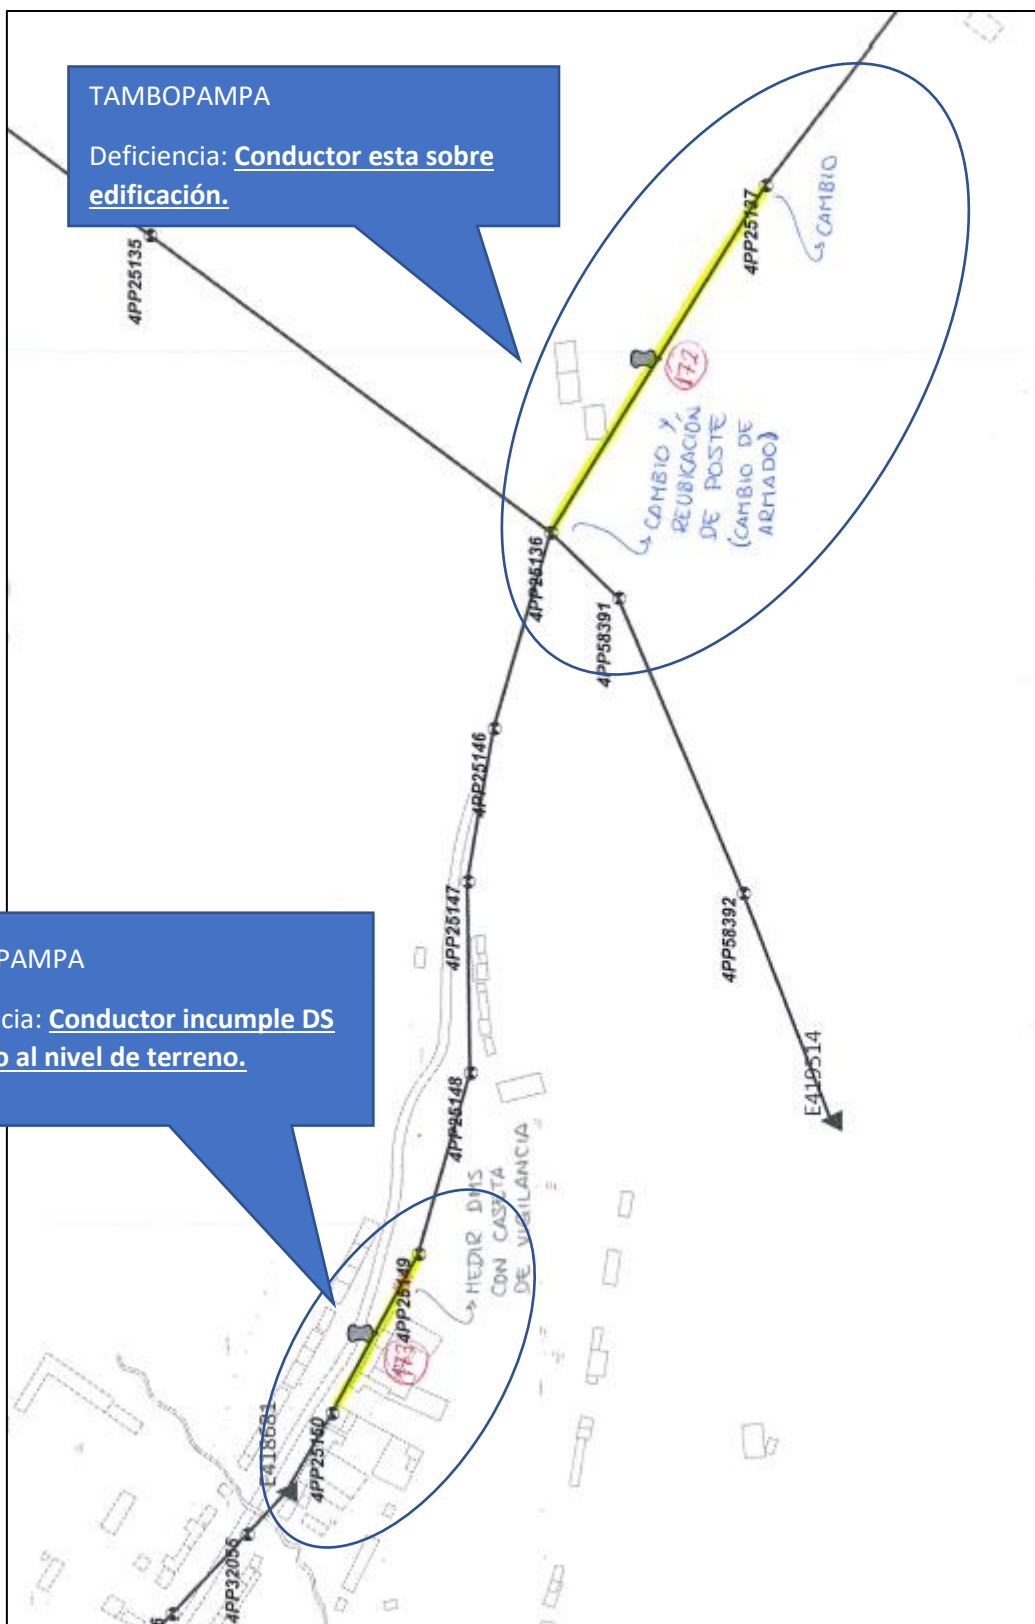 TAMBOPAMPA
Deficiencia: Conductor esta sobre
edificación.
4PP25135
4PP25137
CAMBIO
172
CAMBIO Y
REUBICACIÓN
DE POSTE
(CAMBIO DE
ARMADO)
4PP25136
4PP58391
4PP25146
4PP25147
4PP58392
PAMPA
cia: Conductor incumple DS
o al nivel de terreno.
E419514
4PP25148
MEDIR DMS
CON CASETA
DE VIGILANCIA
4PP25149
173
E418681
4PP25150
4PP32055